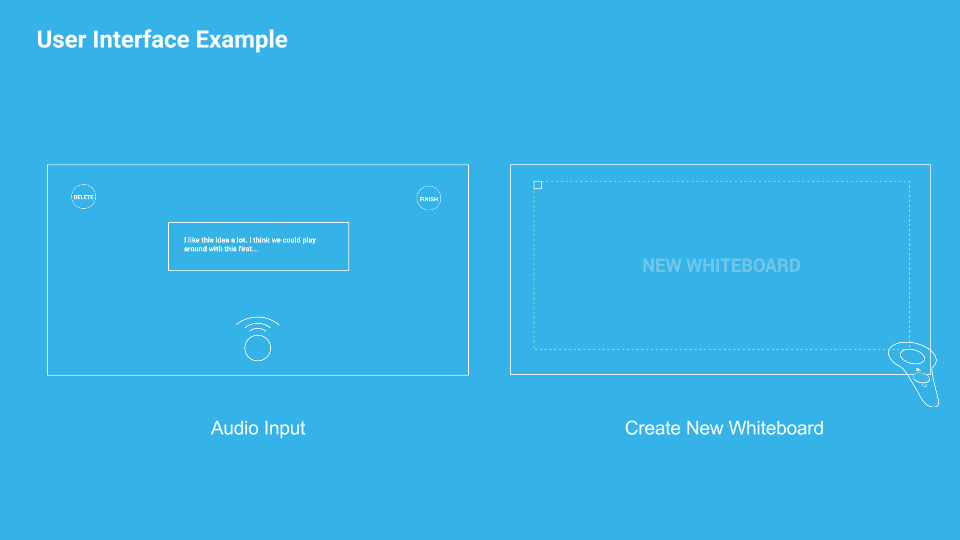 User Interface Example
DELETE
FINISH
I like this idea a lot. I think we could play
around with this first...
NEW WHITEBOARD
Audio Input
Create New Whiteboard